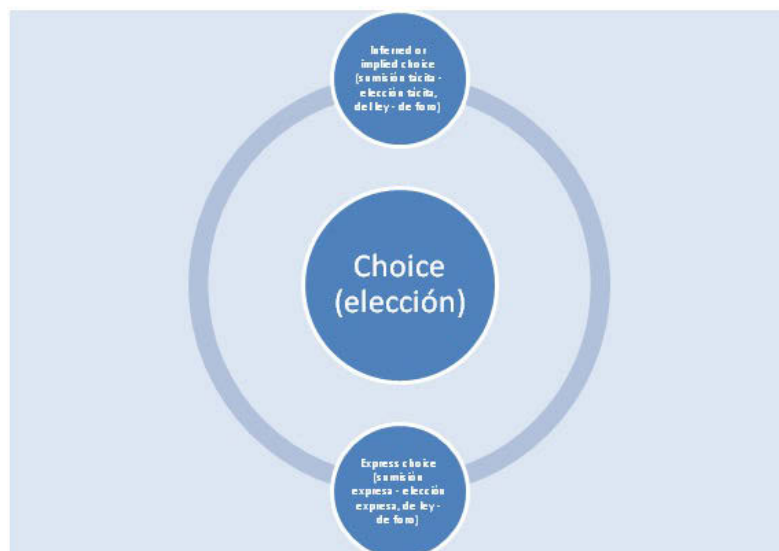 Inferred or
implied choice
(sumisión tácita -
elección tácita,
del ley - de foro)
Choice
(elección)
Express choice
(sumisión
expresa - elección
expresa, de ley -
de foro)